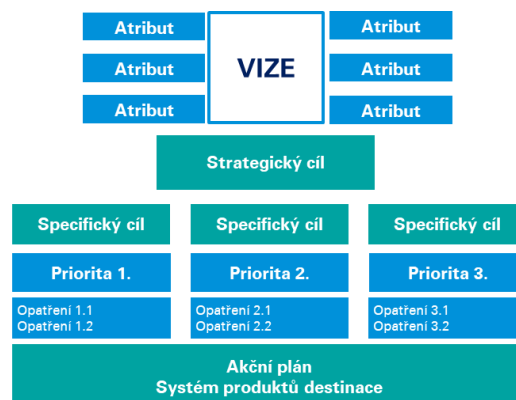 Atribut
Atribut
VIZE
Atribut
Atribut
Atribut
Atribut
Strategický cíl
Specifický cíl
Specifický cíl
Specifický cíl
Priorita 1.
Priorita 2.
Priorita 3.
Opatření 1.1
Opatření 1.2
Opatření 2.1
Opatření 2.2
Opatření 3.1
Opatření 3.2
Akční plán
Systém produktů destinace